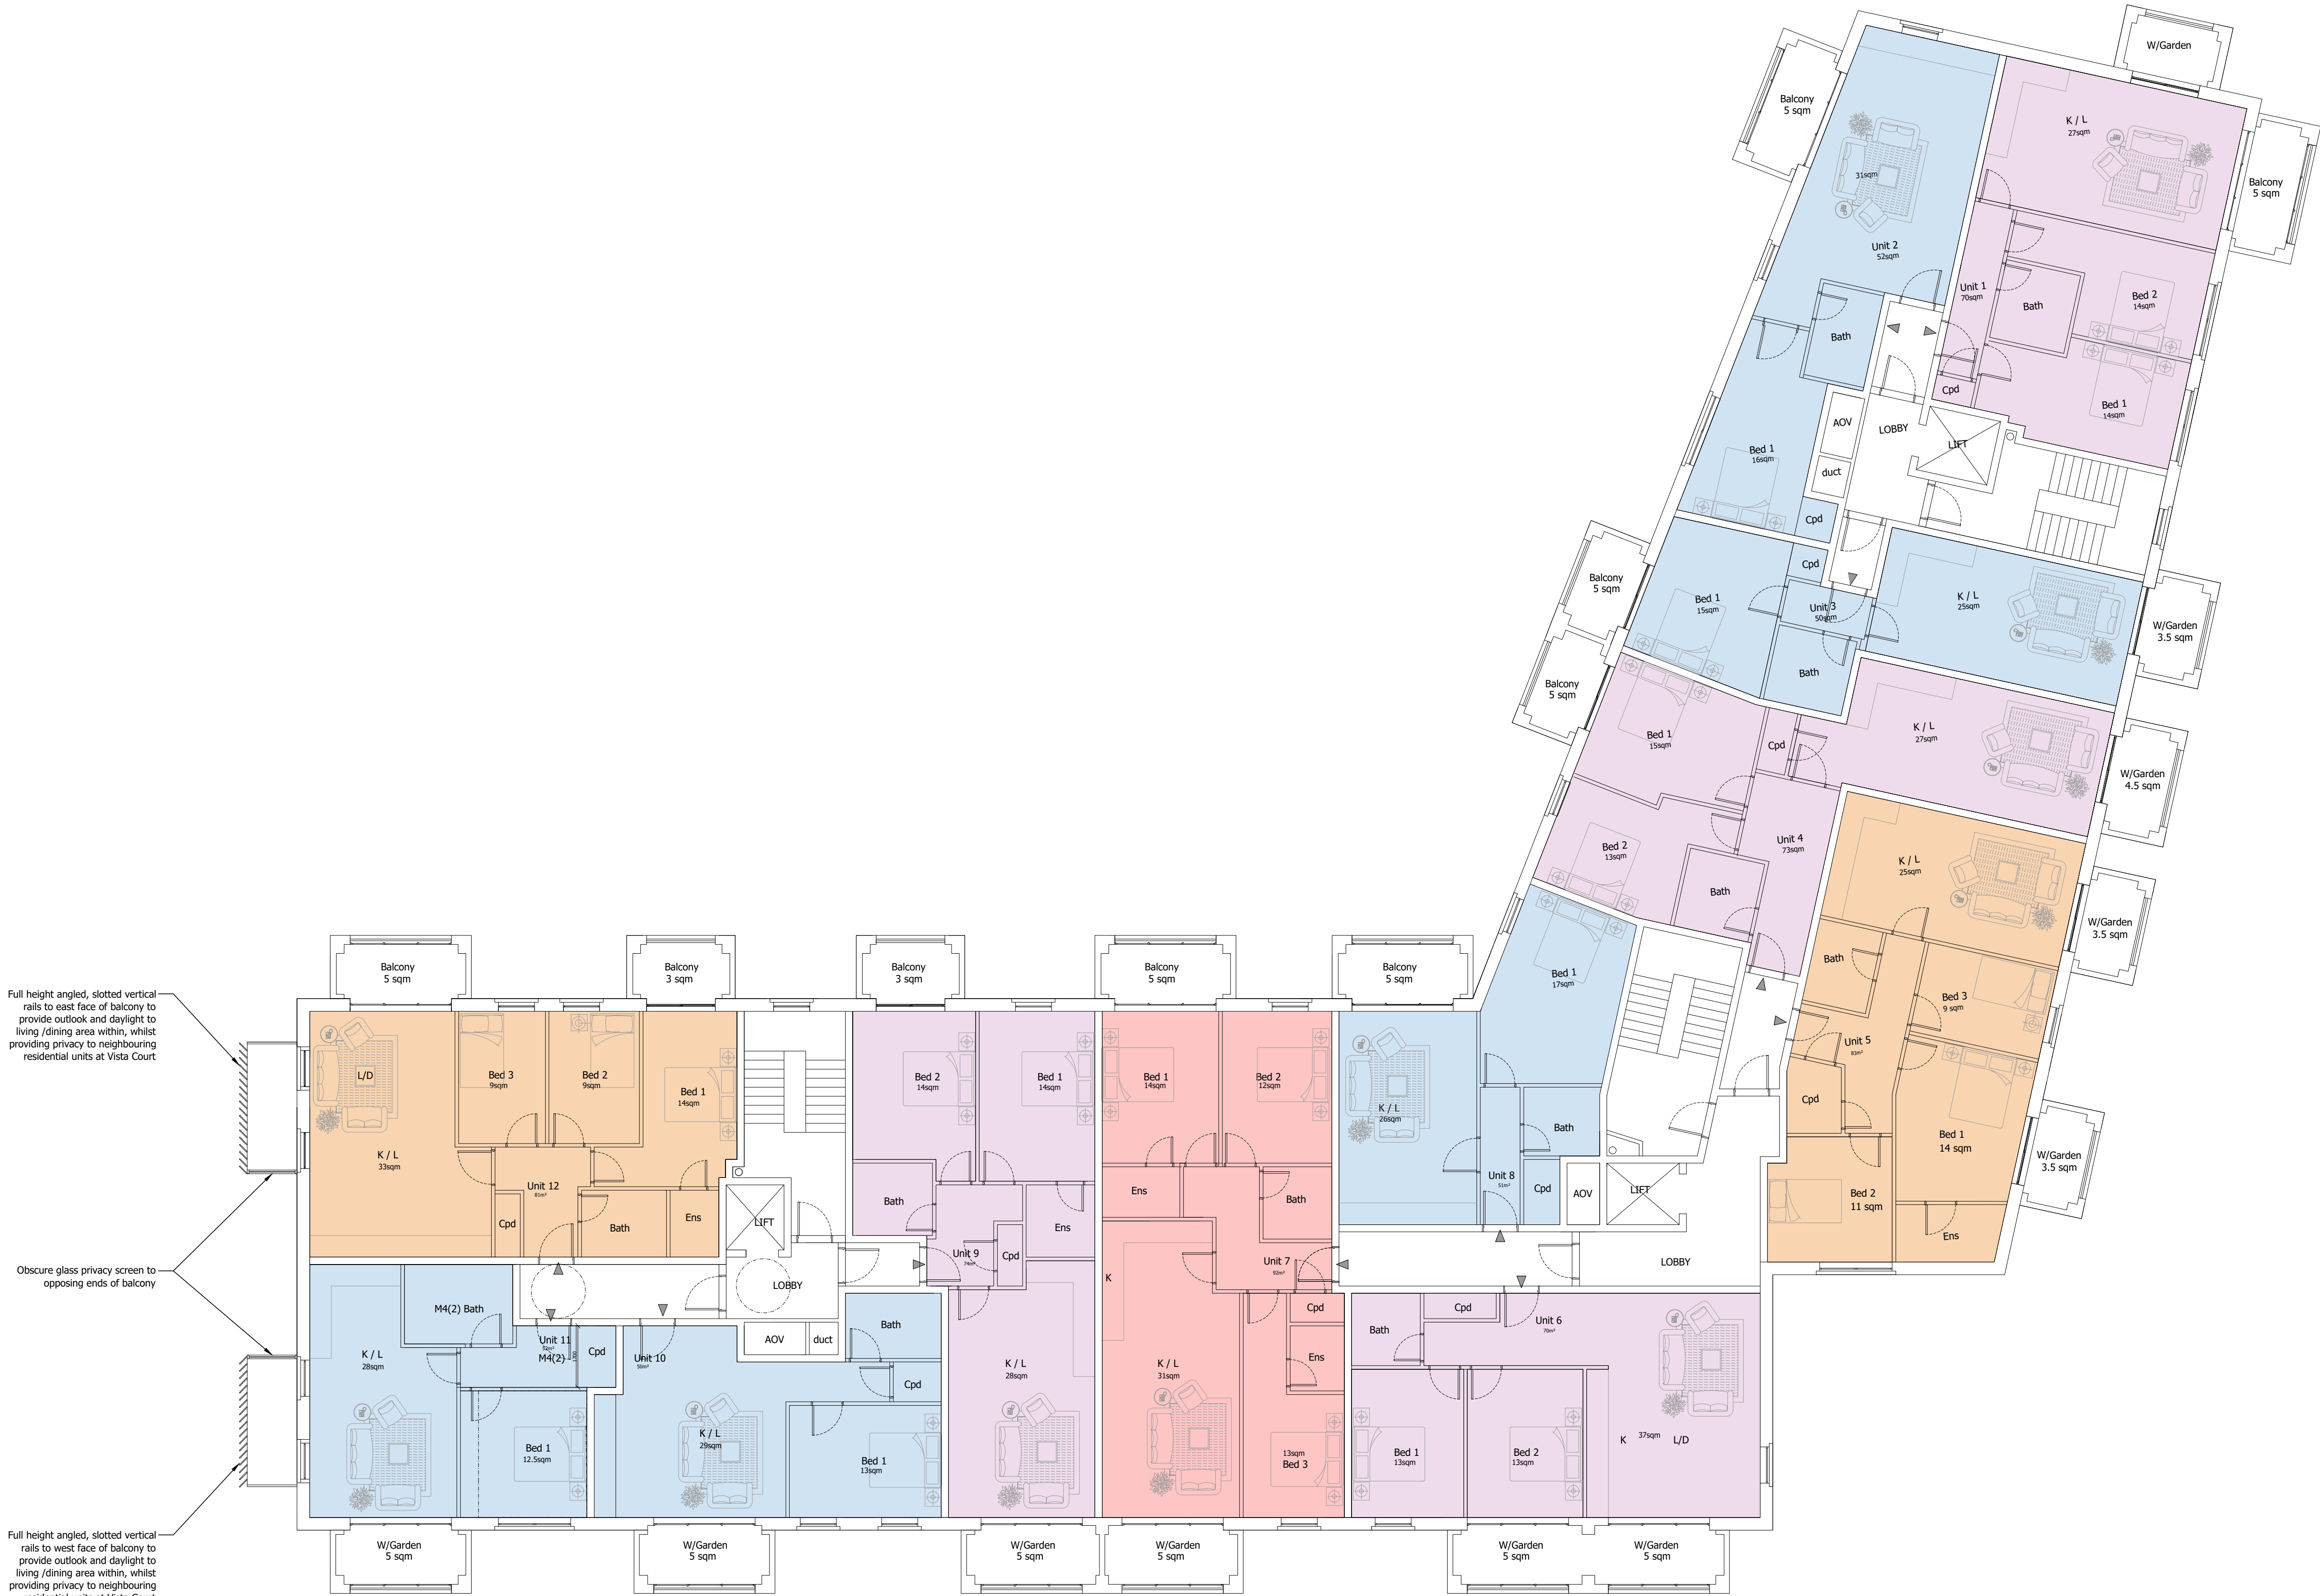 W/Garden
Balcony
5 sqm
K / L
27sqm
31sqm
Balcony
5 sqm
Unit 2
52sqm
Unit 1
70sqm
Bath
Bed 2
14sqm
Bath
Cpd
Bed 1
14sqm
AOV
LOBBY
LIFT
Bed 1
16sqm
duct
Cpd
Balcony
5 sqm
Cpd
Bed 1
15sqm
Unit 3
50sqm
K / L
25sqm
W/Garden
3.5 sqm
Bath
Balcony
5 sqm
Bed 1
15sqm
Cpd
K / L
27sqm
W/Garden
4.5 sqm
Bed 2
13sqm
Unit 4
73sqm
Bath
K / L
25sqm
W/Garden
3.5 sqm
Bath
Bed 3
9 sqm
Unit 5
83m²
Cpd
Bed 1
14 sqm
W/Garden
3.5 sqm
Bed 2
11 sqm
Ens
Full height angled, slotted vertical
rails to east face of balcony to
provide outlook and daylight to
living /dining area within, whilst
providing privacy to neighbouring
residential units at Vista Court
Balcony
5 sqm
Balcony
3 sqm
Balcony
3 sqm
Balcony
5 sqm
Balcony
5 sqm
L/D
Bed 3
9sqm
Bed 2
9sqm
Bed 1
14sqm
K / L
33sqm
Unit 12
81m²
Cpd
Bath
Ens
LIFT
LOBBY
Bed 2
14sqm
Bed 1
14sqm
Bath
Ens
Unit 9
74m²
Cpd
Bed 1
14sqm
Bed 2
12sqm
Ens
Bath
Unit 7
92m²
K
K / L
26sqm
Bed 1
17sqm
Bath
Unit 8
51m²
Cpd
AOV
LIFT
LOBBY
Obscure glass privacy screen to
opposing ends of balcony
M4(2) Bath
K / L
28sqm
Unit 11
52m²
M4(2)
1700
Cpd
Unit 10
50m²
AOV
duct
Bath
Cpd
Bed 1
12.5sqm
K / L
29sqm
Bed 1
13sqm
K / L
28sqm
K / L
31sqm
Cpd
Ens
13sqm
Bed 3
Bath
Cpd
Unit 6
70m²
Bed 1
13sqm
Bed 2
13sqm
K
37sqm
L/D
Full height angled, slotted vertical
rails to west face of balcony to
provide outlook and daylight to
living /dining area within, whilst
providing privacy to neighbouring
W/Garden
5 sqm
W/Garden
5 sqm
W/Garden
5 sqm
W/Garden
5 sqm
W/Garden
5 sqm
W/Garden
5 sqm